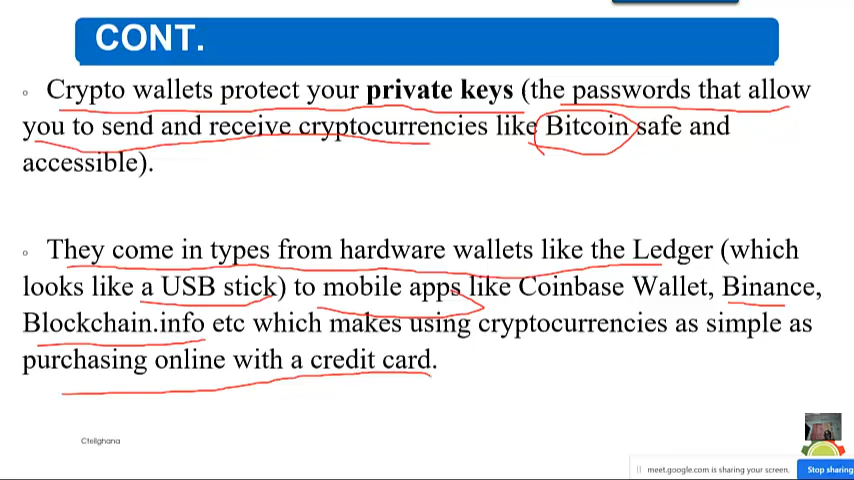 CONT.
◦ Crypto wallets protect your private keys (the passwords that allow
you to send and receive cryptocurrencies like Bitcoin safe and
accessible).
◦ They come in types from hardware wallets like the Ledger (which
looks like a USB stick) to mobile apps like Coinbase Wallet, Binance,
Blockchain.info etc which makes using cryptocurrencies as simple as
purchasing online with a credit card.
Ctellghana
meet.google.com is sharing your screen.
Stop sharing